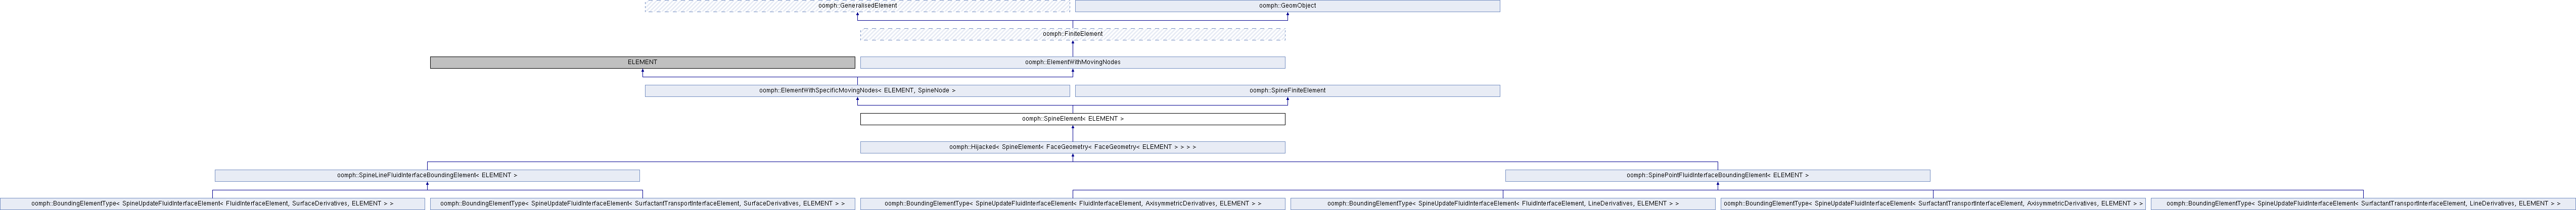 oomph::GeneralisedElement
oomph::GeomObject
oomph::FiniteElement
ELEMENT
oomph::ElementWithMovingNodes
oomph::ElementWithSpecificMovingNodes< ELEMENT, SpineNode >
oomph::SpineFiniteElement
oomph::SpineElement< ELEMENT >
oomph::Hijacked< SpineElement< FaceGeometry< FaceGeometry< ELEMENT > > > >
oomph::SpineLineFluidInterfaceBoundingElement< ELEMENT >
oomph::SpinePointFluidInterfaceBoundingElement< ELEMENT >
oomph::BoundingElementType< SpineUpdateFluidInterfaceElement< FluidInterfaceElement, SurfaceDerivatives, ELEMENT > >
oomph::BoundingElementType< SpineUpdateFluidInterfaceElement< SurfactantTransportInterfaceElement, SurfaceDerivatives, ELEMENT > >
oomph::BoundingElementType< SpineUpdateFluidInterfaceElement< FluidInterfaceElement, AxisymmetricDerivatives, ELEMENT > >
oomph::BoundingElementType< SpineUpdateFluidInterfaceElement< FluidInterfaceElement, LineDerivatives, ELEMENT > >
oomph::BoundingElementType< SpineUpdateFluidInterfaceElement< SurfactantTransportInterfaceElement, AxisymmetricDerivatives, ELEMENT > >
oomph::BoundingElementType< SpineUpdateFluidInterfaceElement< SurfactantTransportInterfaceElement, LineDerivatives, ELEMENT > >